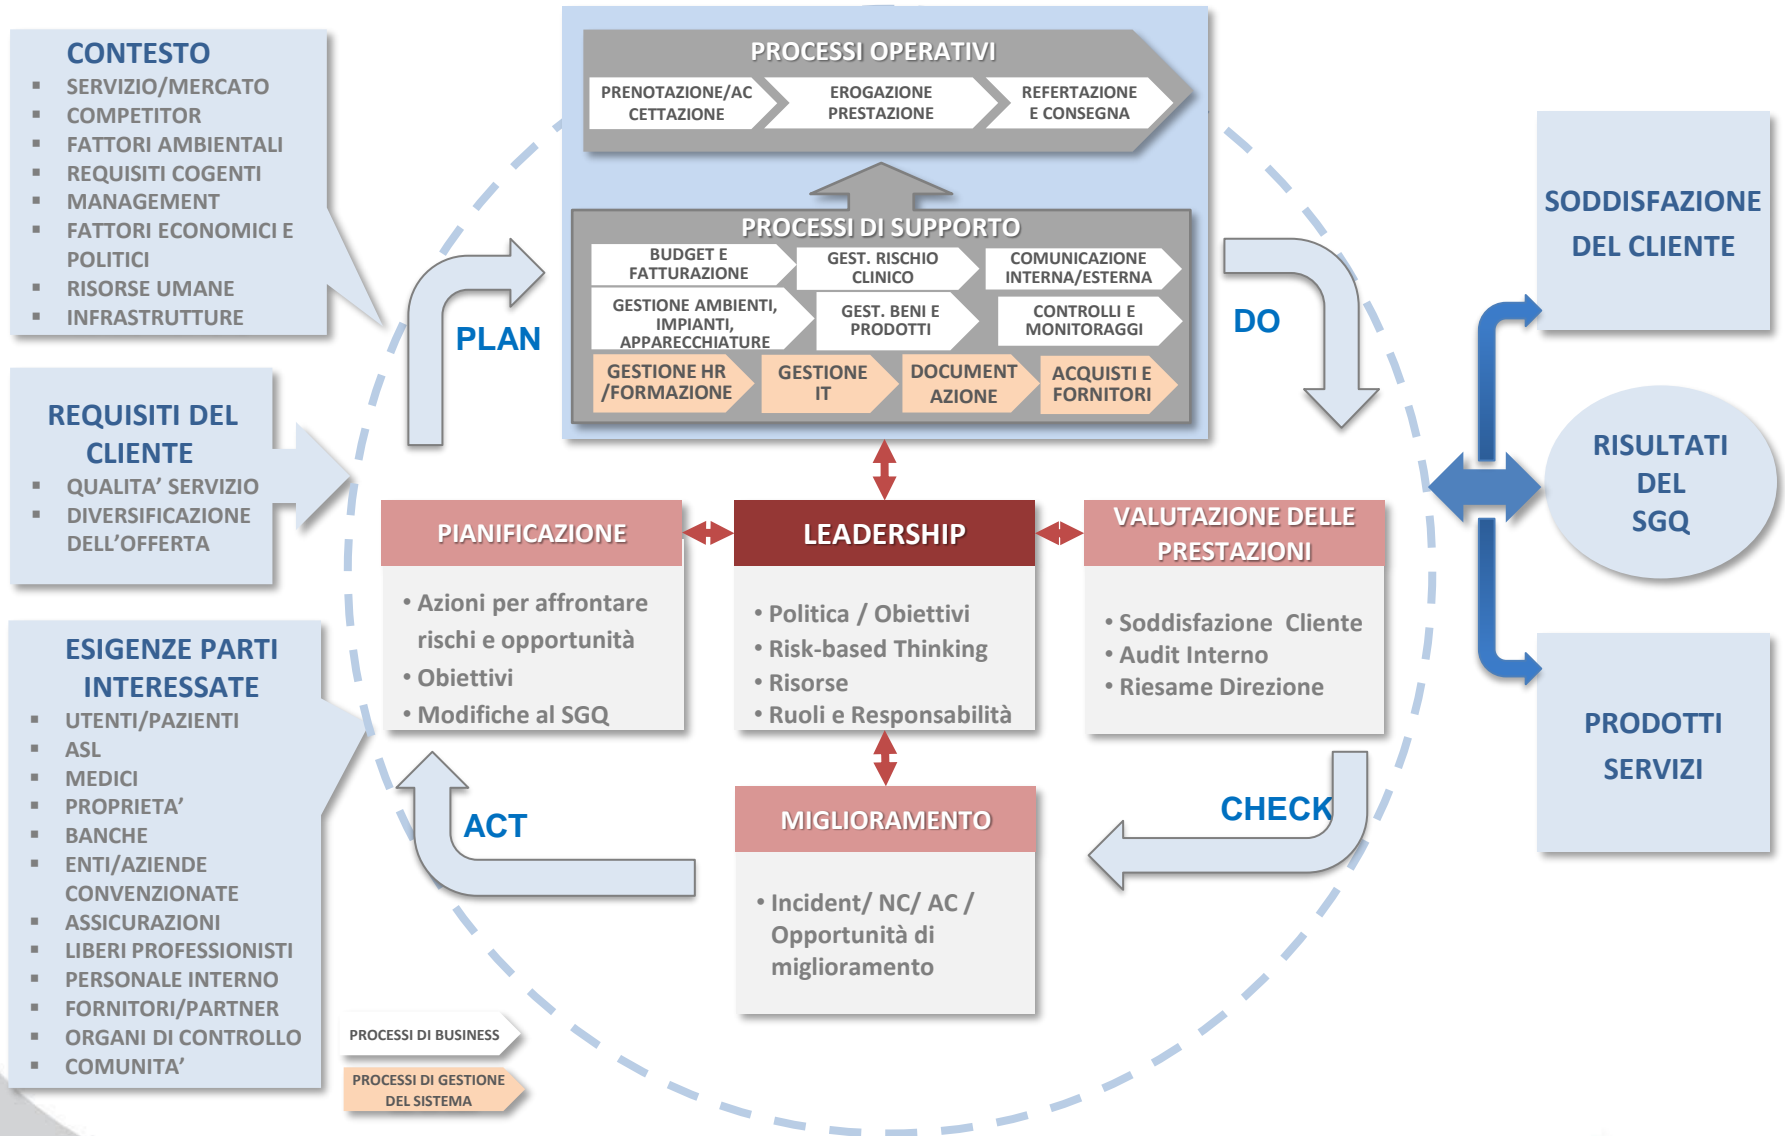 CONTESTO
SERVIZIO/MERCATO
COMPETITOR
FATTORI AMBIENTALI
REQUISITI COGENTI
MANAGEMENT
FATTORI ECONOMICI E
POLITICI
RISORSE UMANE
INFRASTRUTTURE
REQUISITI DEL
CLIENTE
QUALITA’ SERVIZIO
DIVERSIFICAZIONE
DELL’OFFERTA
ESIGENZE PARTI
INTERESSATE
UTENTI/PAZIENTI
ASL
MEDICI
PROPRIETA’
BANCHE
ENTI/AZIENDE
CONVENZIONATE
ASSICURAZIONI
LIBERI PROFESSIONISTI
PERSONALE INTERNO
FORNITORI/PARTNER
ORGANI DI CONTROLLO
COMUNITA’
PROCESSI OPERATIVI
PRENOTAZIONE/AC
CETTAZIONE
EROGAZIONE
PRESTAZIONE
REFERTAZIONE
E CONSEGNA
PROCESSI DI SUPPORTO
BUDGET E
FATTURAZIONE
GEST. RISCHIO
CLINICO
COMUNICAZIONE
INTERNA/ESTERNA
GESTIONE AMBIENTI,
IMPIANTI,
APPARECCHIATURE
GEST. BENI E
PRODOTTI
CONTROLLI E
MONITORAGGI
GESTIONE HR
/FORMAZIONE
GESTIONE
IT
DOCUMENT
AZIONE
ACQUISTI E
FORNITORI
PLAN
DO
PIANIFICAZIONE
• Azioni per affrontare
rischi e opportunità
• Obiettivi
• Modifiche al SGQ
LEADERSHIP
• Politica / Obiettivi
• Risk-based Thinking
• Risorse
• Ruoli e Responsabilità
VALUTAZIONE DELLE
PRESTAZIONI
• Soddisfazione Cliente
• Audit Interno
• Riesame Direzione
ACT
CHECK
MIGLIORAMENTO
• Incident/ NC/ AC /
Opportunità di
miglioramento
PROCESSI DI BUSINESS
PROCESSI DI GESTIONE
DEL SISTEMA
SODDISFAZIONE
DEL CLIENTE
RISULTATI
DEL
SGQ
PRODOTTI
SERVIZI